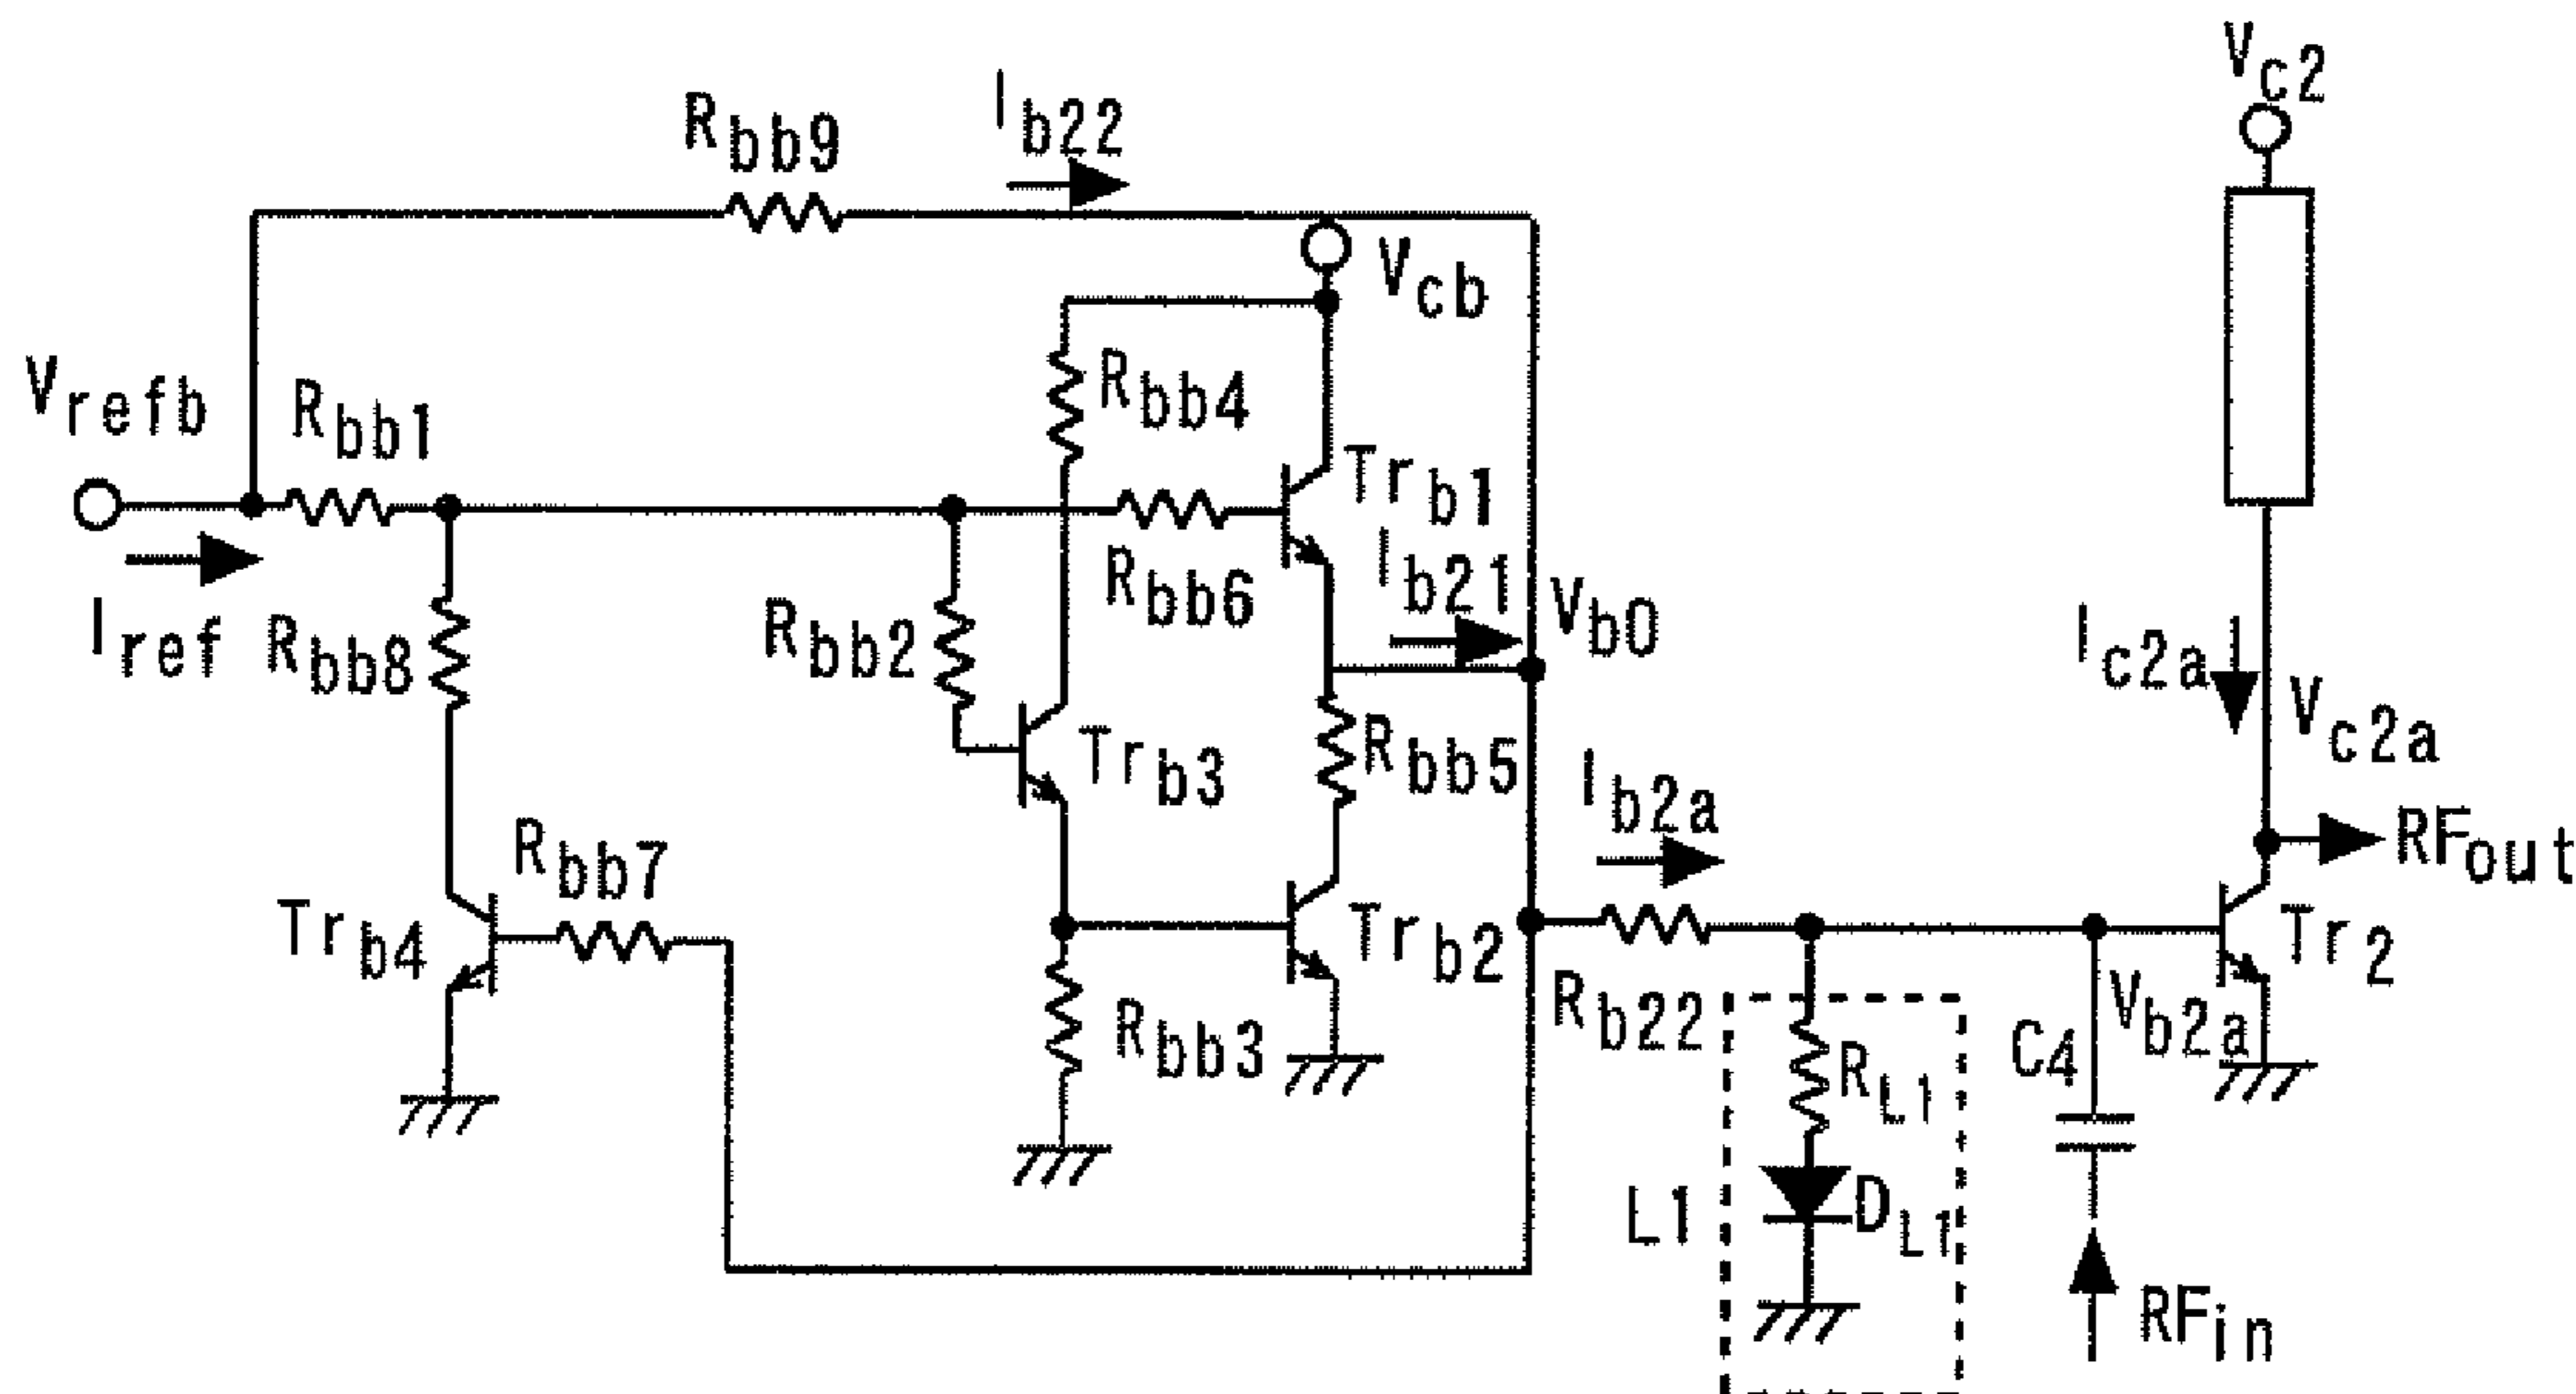 Vc2
Rbb9
Ib22
Vcb
Vrefb
Rbb1
Rbb4
Trb1
Iref
Rbb8
Rbb2
Rbb6
Ib21
Vb0
Ic2a
Vc2a
Trb3
Rbb5
Ib2a
RFout
Trb4
Rbb7
Trb2
Tr2
Rbb3
Rb22
RL1
C4
Vb2a
L1
DL1
RFin